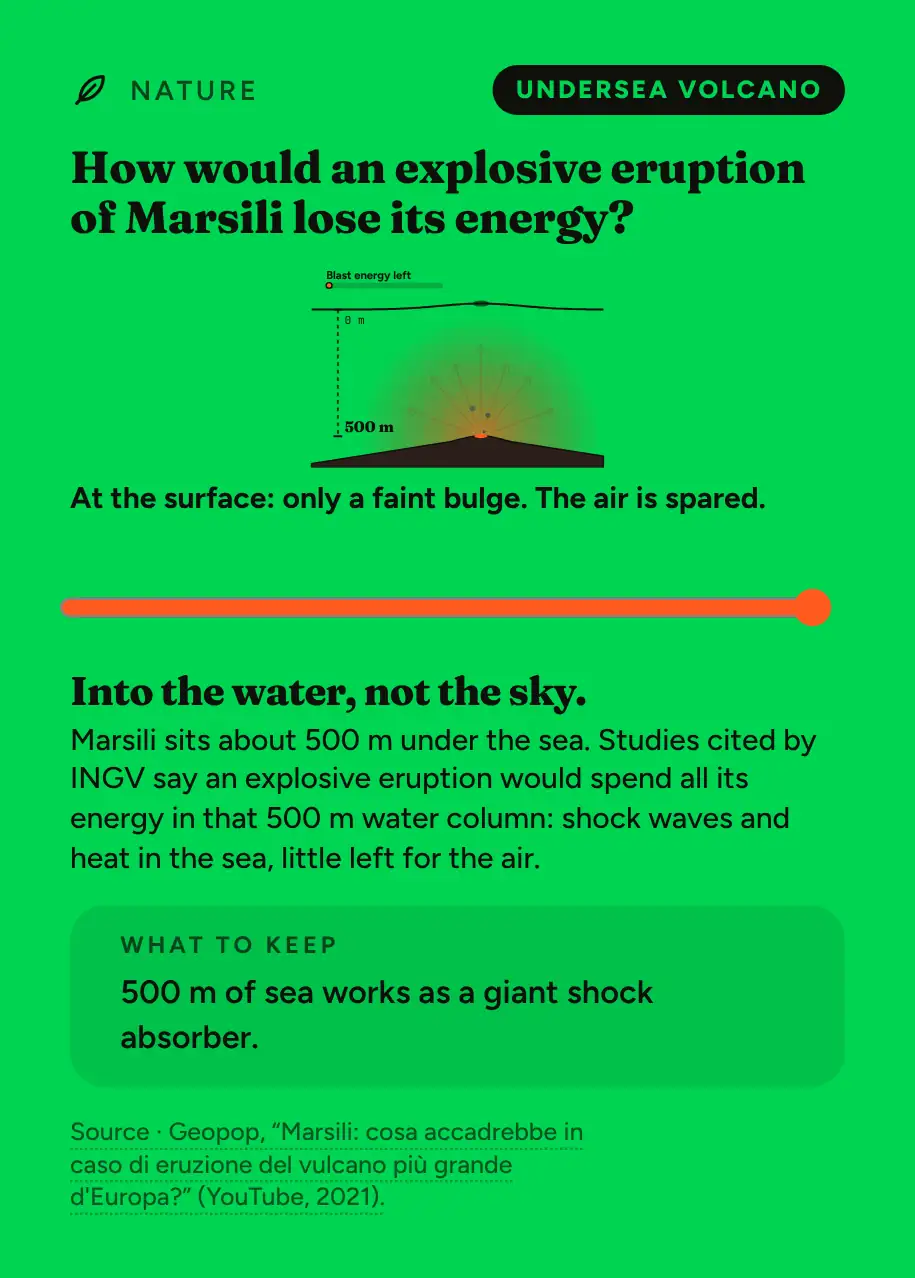 NATURE
UNDERSEA VOLCANO
How would an explosive eruption
of Marsili lose its energy?
Blast energy left
0 m
500 m
At the surface: only a faint bulge. The air is spared.
Into the water, not the sky.
Marsili sits about 500 m under the sea. Studies cited by
INGV say an explosive eruption would spend all its
energy in that 500 m water column: shock waves and
heat in the sea, little left for the air.
WHAT TO KEEP
500 m of sea works as a giant shock
absorber.
Source · Geopop, “Marsili: cosa accadrebbe in
caso di eruzione del vulcano più grande
d'Europa?” (YouTube, 2021).